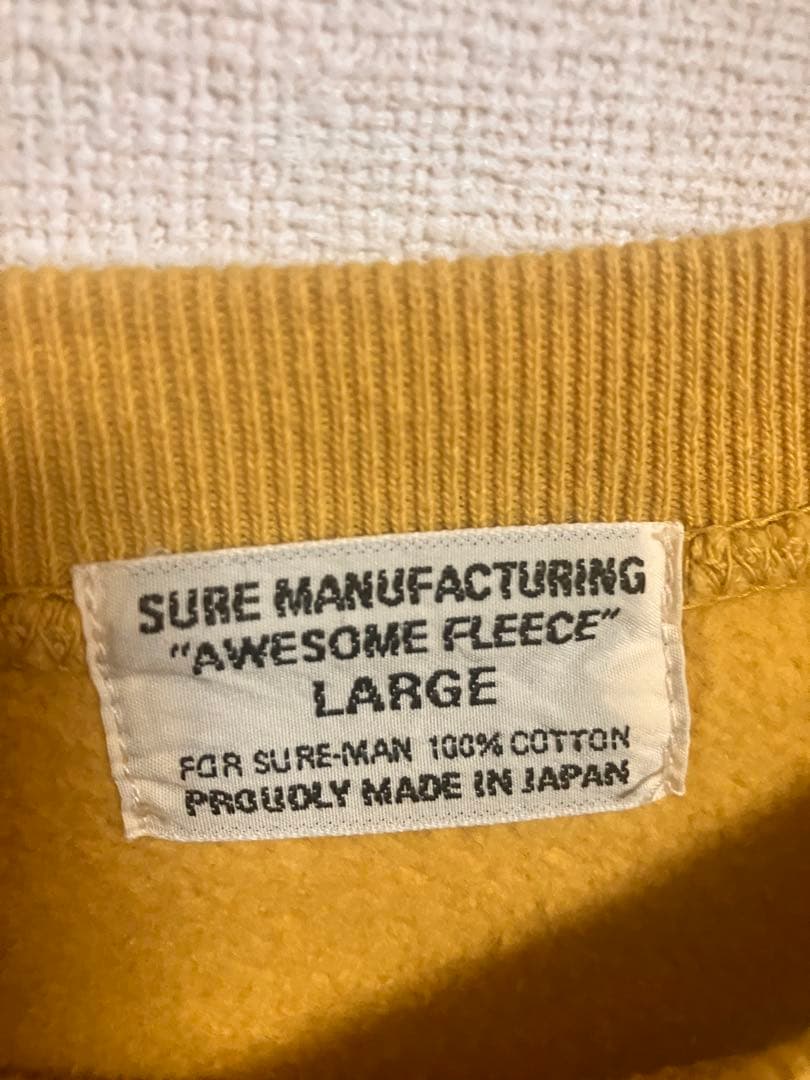 SURE MANUFACTURING
"AWESOME FLEECE"
LARGE
FOR SURE-MAN 100% COTTON
PROUDLY MADE IN JAPAN